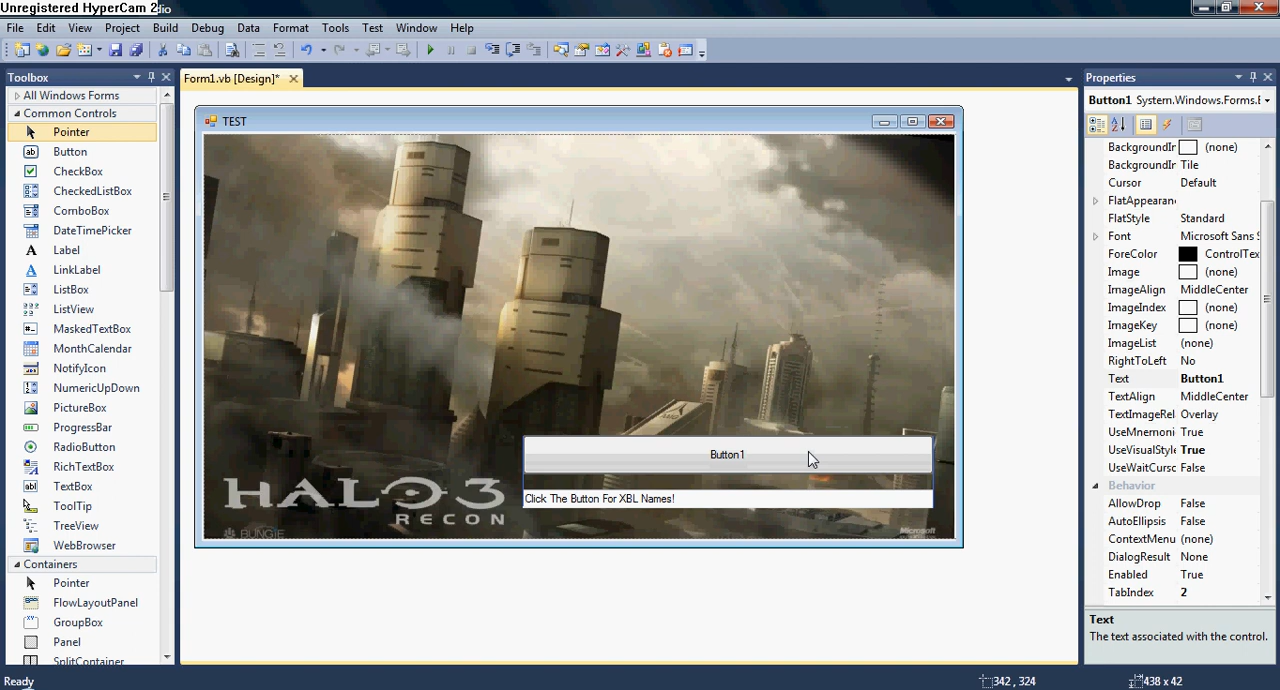 Unregistered HyperCam 2
dio
File Edit View Project Build Debug Data Format Tools Test Window Help
Toolbox
All Windows Forms
Common Controls
Pointer
Button
CheckBox
CheckedListBox
ComboBox
DateTimePicker
Label
LinkLabel
ListBox
ListView
MaskedTextBox
MonthCalendar
NotifyIcon
NumericUpDown
PictureBox
ProgressBar
RadioButton
RichTextBox
TextBox
ToolTip
TreeView
WebBrowser
Containers
Pointer
FlowLayoutPanel
GroupBox
Panel
SplitContainer
Form1.vb [Design]*
TEST
Button1
Click The Button For XBL Names!
HALO 3
RECON
BUNGIE
Microsoft
Properties
Button1 System.Windows.Forms.
BackgroundIr (none)
BackgroundIr Tile
Cursor Default
FlatAppearan
FlatStyle Standard
Font Microsoft Sans S
ForeColor ControlTex
Image (none)
ImageAlign MiddleCenter
ImageIndex (none)
ImageKey (none)
ImageList (none)
RightToLeft No
Text Button1
TextAlign MiddleCenter
TextImageRel Overlay
UseMnemoni True
UseVisualStyle True
UseWaitCurso False
Behavior
AllowDrop False
AutoEllipsis False
ContextMenu (none)
DialogResult None
Enabled True
TabIndex 2
Text
The text associated with the control.
Ready
342 , 324
438 x 42